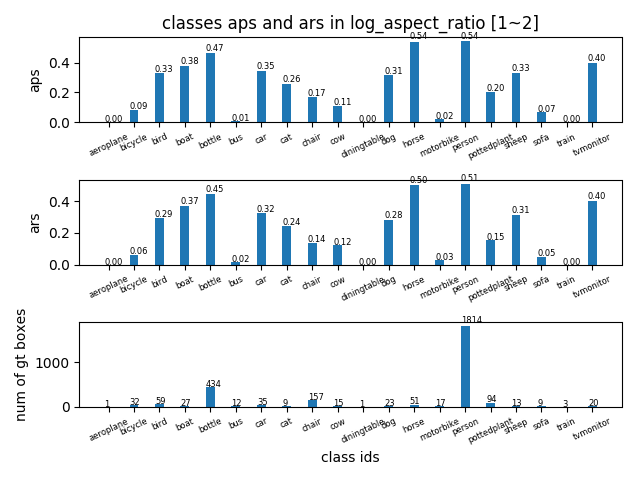 classes aps and ars in log_aspect_ratio [1~2]
aps
0.4
0.2
0.0
0.00 0.09 0.33 0.38 0.47 0.01 0.35 0.26 0.17 0.11 0.00 0.31 0.54 0.02 0.54 0.20 0.33 0.07 0.00 0.40
aeroplane bicycle bird boat bottle bus car cat chair cow diningtable dog horse motorbike person pottedplant sheep sofa train tvmonitor
ars
0.4
0.2
0.0
0.00 0.06 0.29 0.37 0.45 0.02 0.32 0.24 0.14 0.12 0.00 0.28 0.50 0.03 0.51 0.15 0.31 0.05 0.00 0.40
aeroplane bicycle bird boat bottle bus car cat chair cow diningtable dog horse motorbike person pottedplant sheep sofa train tvmonitor
num of gt boxes
1000
0
1 32 59 27 434 12 35 9 157 15 1 23 51 17 1814 94 13 9 3 20
aeroplane bicycle bird boat bottle bus car cat chair cow diningtable dog horse motorbike person pottedplant sheep sofa train tvmonitor
class ids